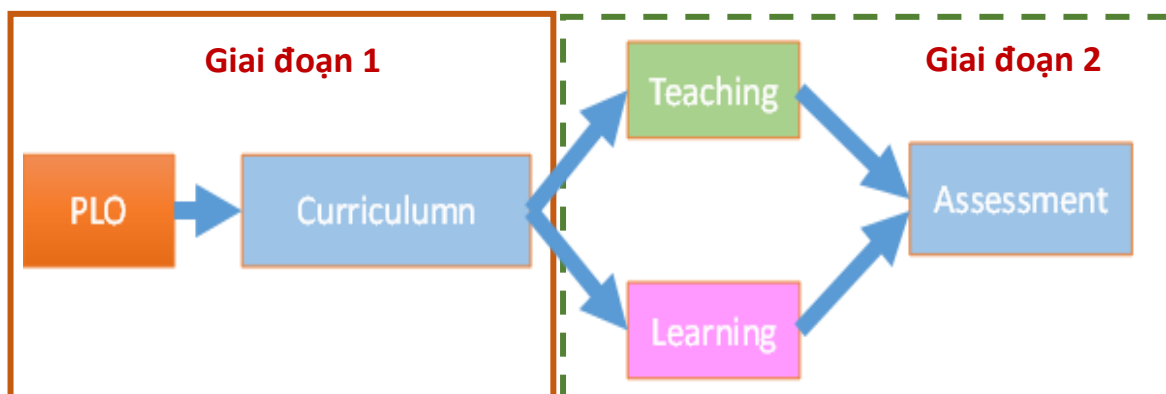 Giai đoạn 1
Giai đoạn 2
Teaching
PLO
Curriculumn
Assessment
Learning